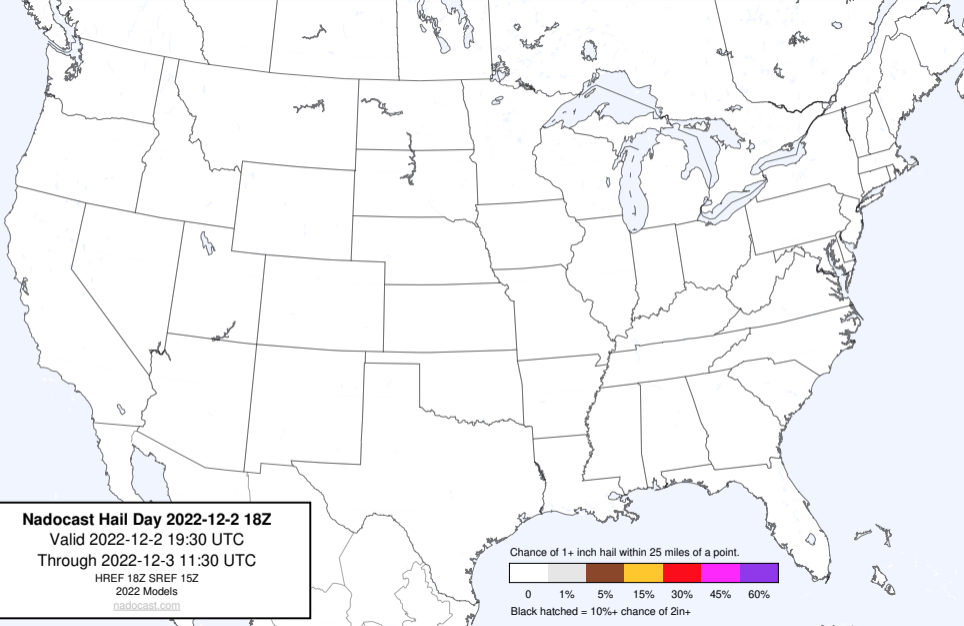 Nadocast Hail Day 2022-12-2 18Z
Valid 2022-12-2 19:30 UTC
Through 2022-12-3 11:30 UTC
HREF 18Z SREF 15Z
2022 Models
nadocast.com
Chance of 1+ inch hail within 25 miles of a point.
0 1% 5% 15% 30% 45% 60%
Black hatched = 10%+ chance of 2in+